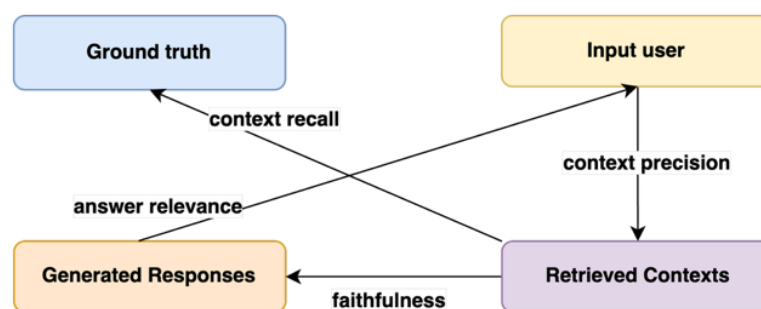 Ground truth
Input user
context recall
context precision
answer relevance
Generated Responses
Retrieved Contexts
faithfulness